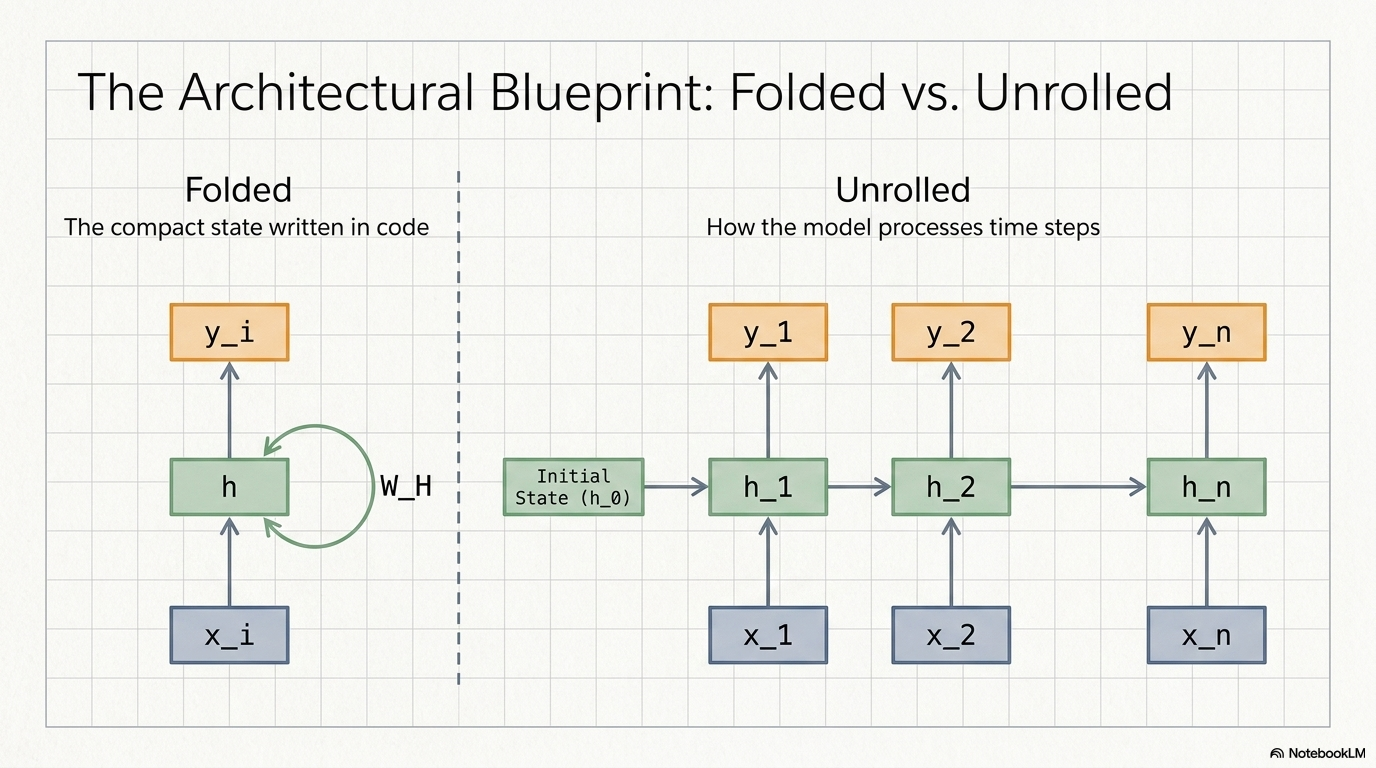 The Architectural Blueprint: Folded vs. Unrolled
Folded
The compact state written in code
y_i
h
W_H
x_i
Unrolled
How the model processes time steps
y_1
y_2
y_n
Initial
State (h_0)
h_1
h_2
h_n
x_1
x_2
x_n
NotebookLM